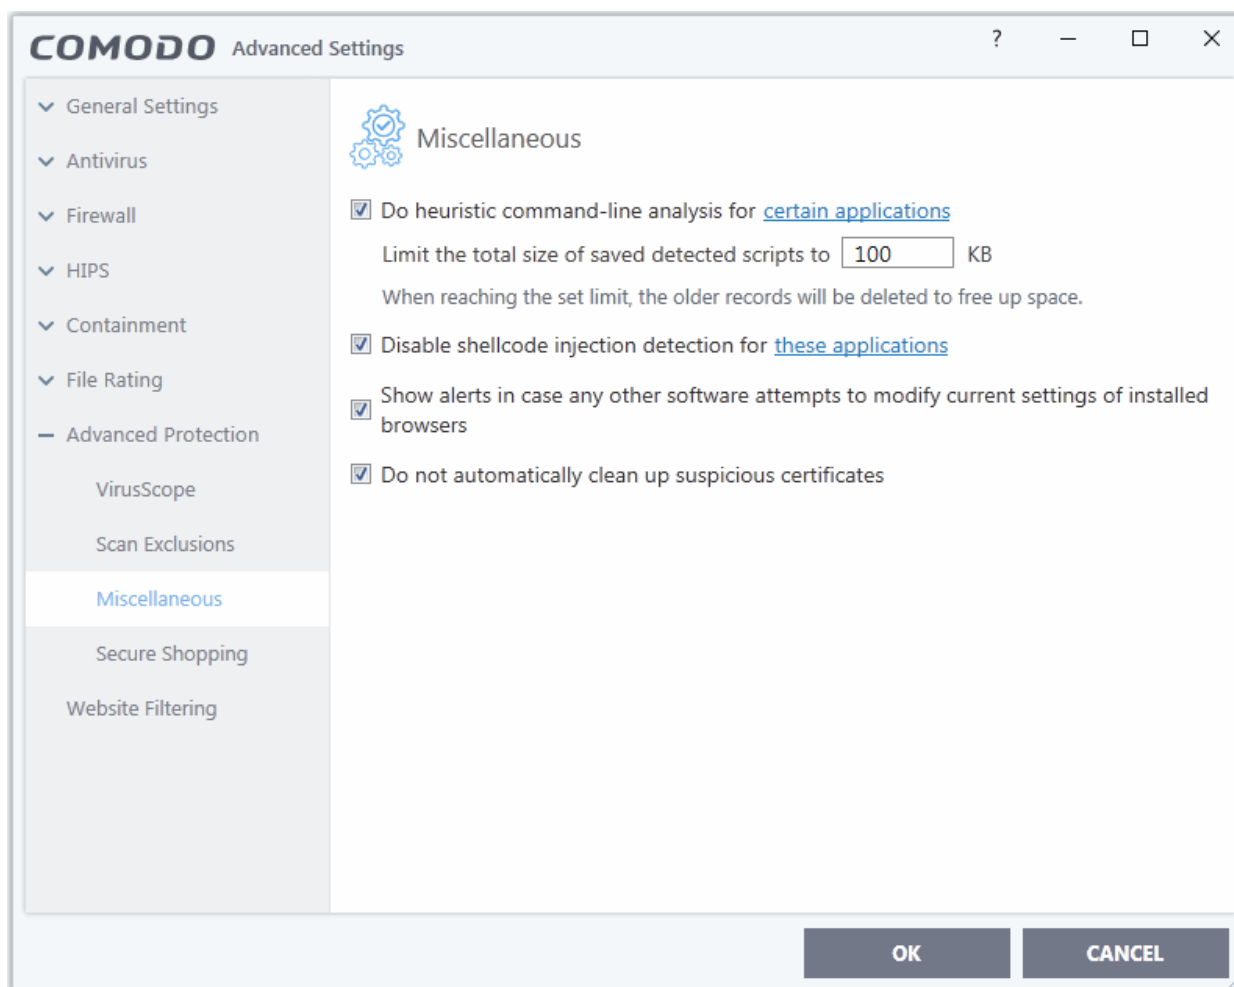 COMODO Advanced Settings ?
General Settings
Antivirus
Firewall
HIPS
Containment
File Rating
Advanced Protection
VirusScope
Scan Exclusions
Miscellaneous
Secure Shopping
Website Filtering
Miscellaneous
Do heuristic command-line analysis for certain applications
Limit the total size of saved detected scripts to 100 KB
When reaching the set limit, the older records will be deleted to free up space.
Disable shellcode injection detection for these applications
Show alerts in case any other software attempts to modify current settings of installed
browsers
Do not automatically clean up suspicious certificates
OK CANCEL